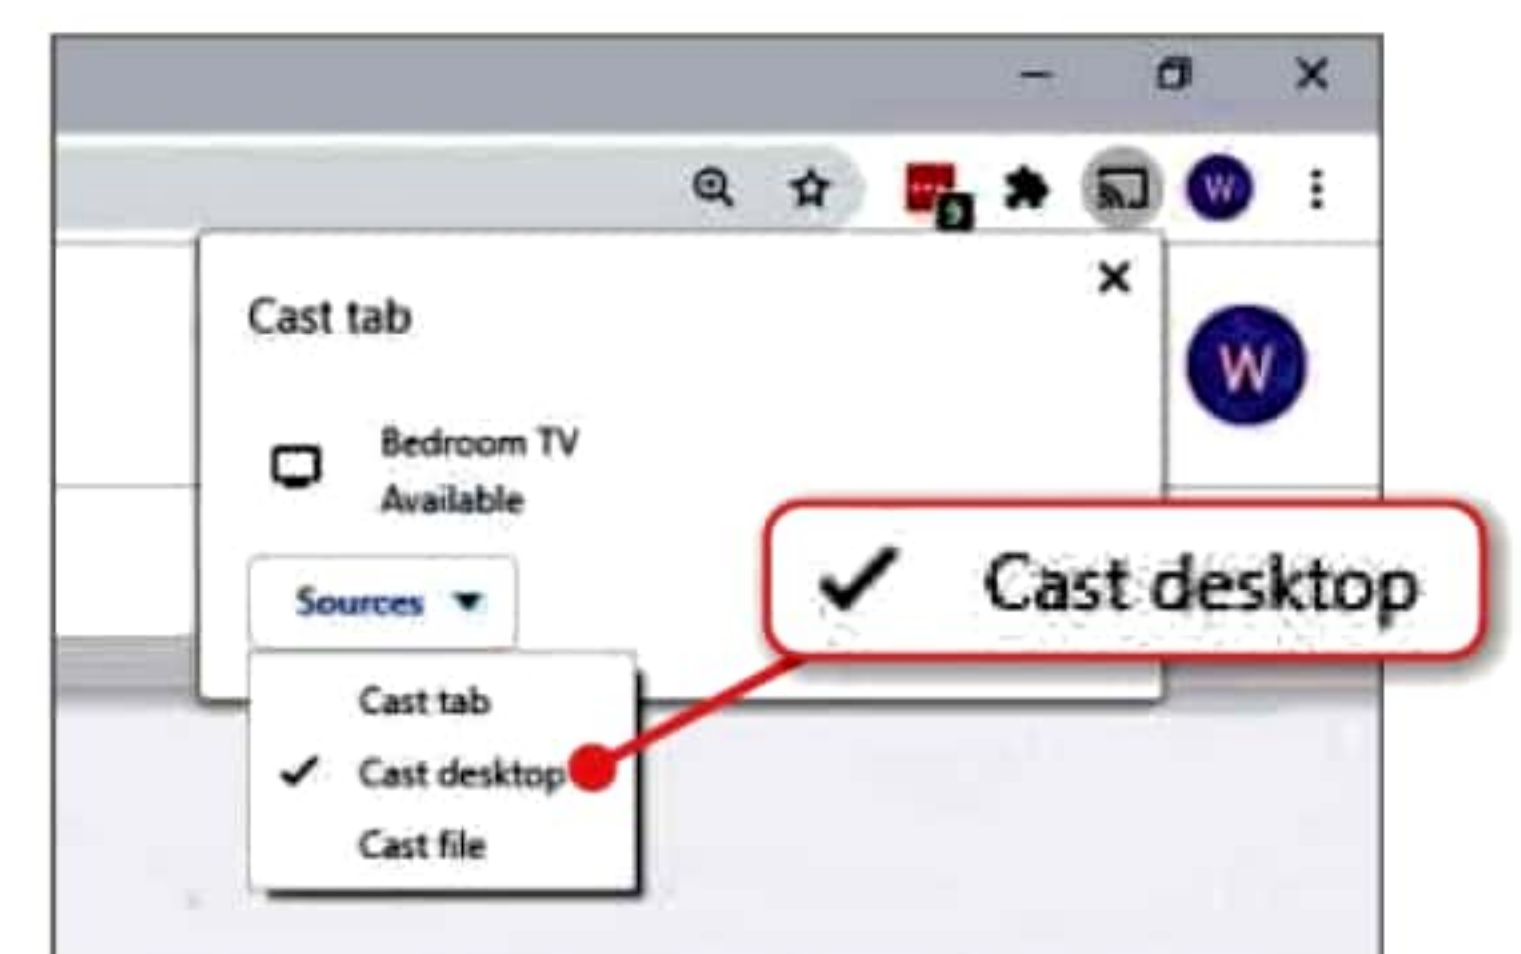 W
Cast tab
W
Bedroom TV
Available
Cast desktop
Sources
Cast tab
Cast desktop
Cast file